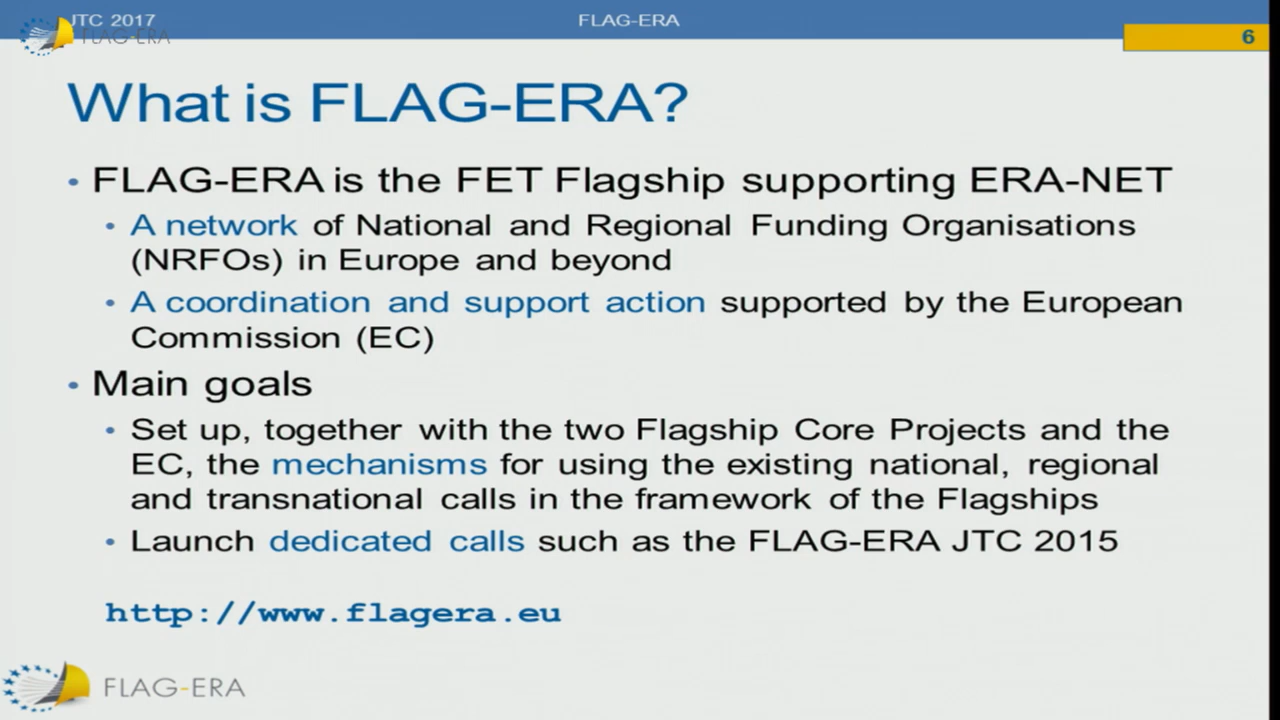 JTC 2017
FLAG-ERA
FLAG-ERA
6
What is FLAG-ERA?
• FLAG-ERA is the FET Flagship supporting ERA-NET
• A network of National and Regional Funding Organisations
(NRFOs) in Europe and beyond
• A coordination and support action supported by the European
Commission (EC)
• Main goals
• Set up, together with the two Flagship Core Projects and the
EC, the mechanisms for using the existing national, regional
and transnational calls in the framework of the Flagships
• Launch dedicated calls such as the FLAG-ERA JTC 2015
http://www.flagera.eu
FLAG-ERA